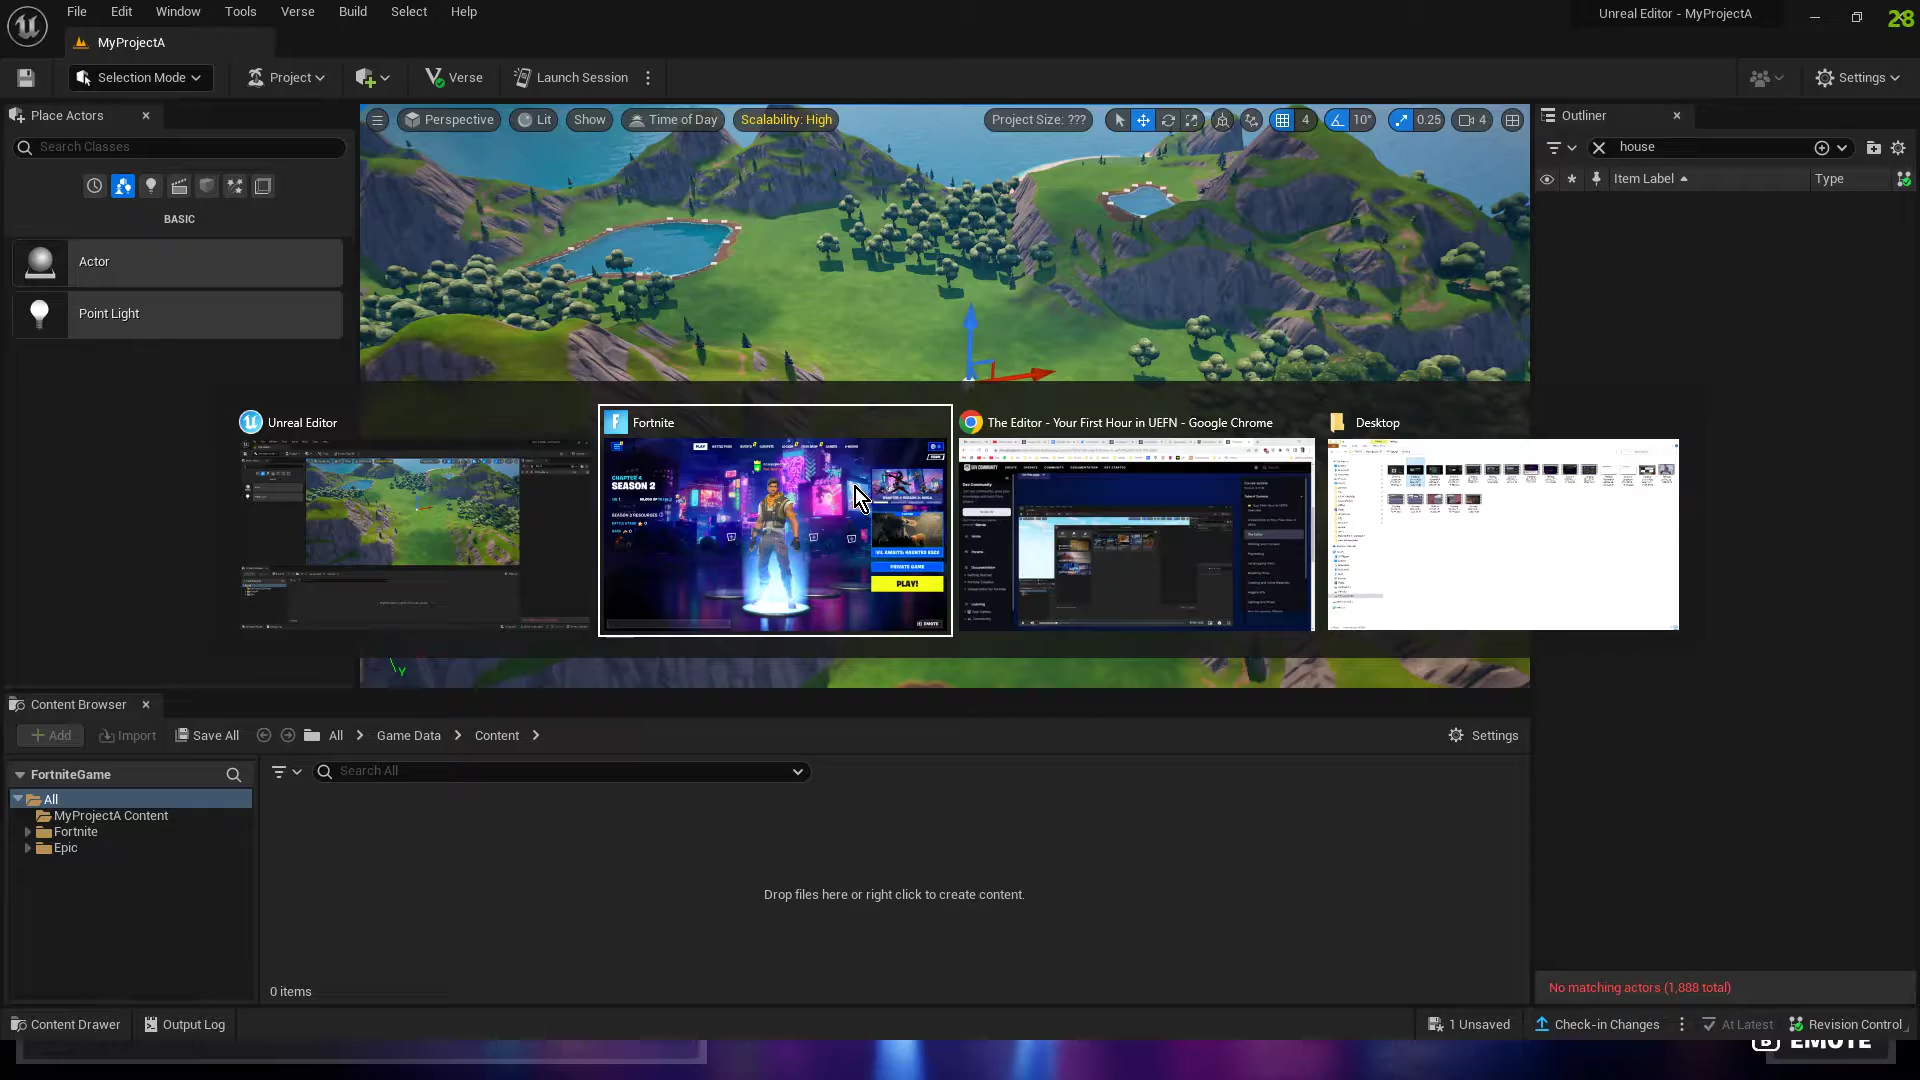 File Edit Window Tools Verse Build Select Help
Unreal Editor - MyProjectA
28
MyProjectA
Selection Mode
Project
Verse
Launch Session
Settings
Place Actors
Search Classes
BASIC
Actor
Point Light
Perspective
Lit
Show
Time of Day
Scalability: High
Project Size: ???
4
10°
0.25
4
Outliner
house
Item Label
Type
Unreal Editor
Fortnite
The Editor - Your First Hour in UEFN - Google Chrome
Desktop
CHAPTER 4
SEASON 2
PRIVATE GAME
PLAY!
EMOTE
Y
Content Browser
Add
Import
Save All
All
Game Data
Content
Settings
FortniteGame
Search All
All
MyProjectA Content
Fortnite
Epic
Drop files here or right click to create content.
0 items
No matching actors (1,888 total)
Content Drawer
Output Log
1 Unsaved
Check-in Changes
At Latest
Revision Control
B EMOTE